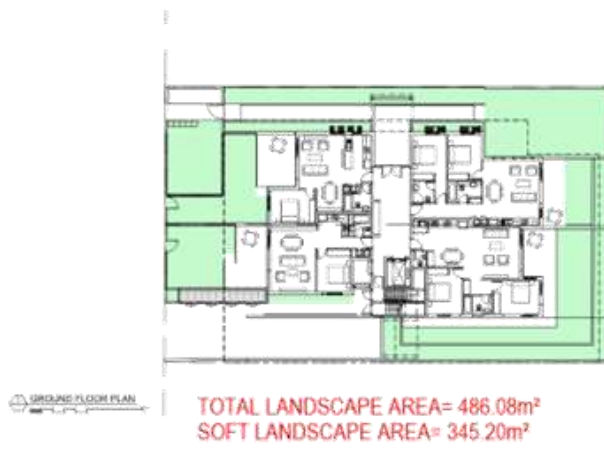 GROUND FLOOR PLAN
TOTAL LANDSCAPE AREA= 486.08m²
SOFT LANDSCAPE AREA= 345.20m²